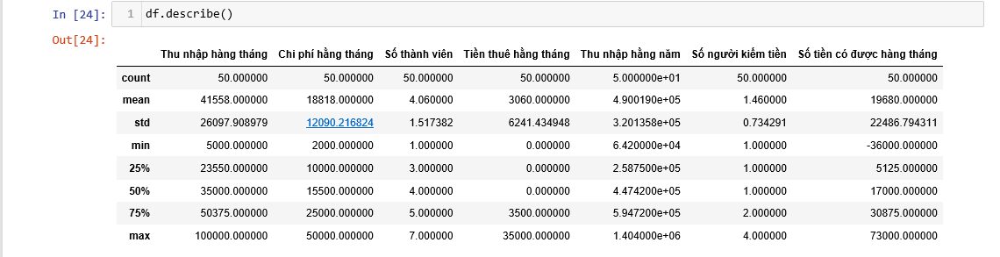 In [24]: 1 df.describe()
Out[24]:
Thu nhập hàng tháng Chi phí hằng tháng Số thành viên Tiền thuê hằng tháng Thu nhập hằng năm Số người kiếm tiền Số tiền có được hàng tháng
count 50.000000 50.000000 50.000000 50.000000 5.000000e+01 50.000000 50.000000
mean 41558.000000 18818.000000 4.060000 3060.000000 4.900190e+05 1.460000 19680.000000
std 26097.908979 12090.216824 1.517382 6241.434948 3.201358e+05 0.734291 22486.794311
min 5000.000000 2000.000000 1.000000 0.000000 6.420000e+04 1.000000 -36000.000000
25% 23550.000000 10000.000000 3.000000 0.000000 2.587500e+05 1.000000 5125.000000
50% 35000.000000 15500.000000 4.000000 0.000000 4.474200e+05 1.000000 17000.000000
75% 50375.000000 25000.000000 5.000000 3500.000000 5.947200e+05 2.000000 30875.000000
max 100000.000000 50000.000000 7.000000 35000.000000 1.404000e+06 4.000000 73000.000000